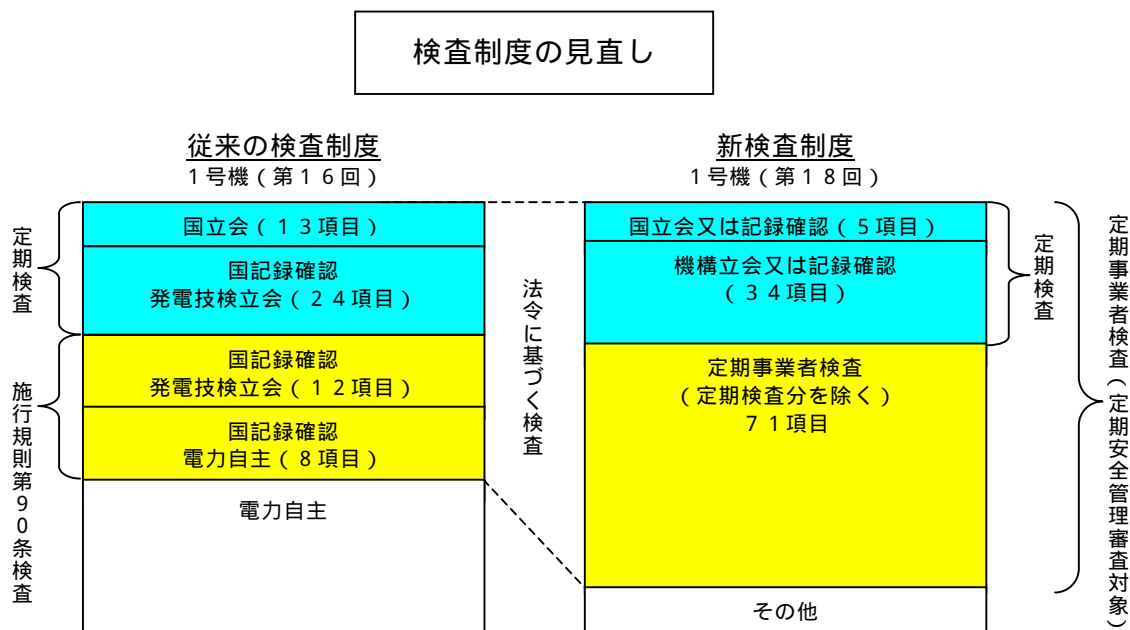 検査制度の見直し
従来の検査制度
1号機(第16回)
新検査制度
1号機(第18回)
定期検査
施行規則第90条検査
国立会(13項目)
国記録確認
発電技検立会(24項目)
国記録確認
発電技検立会(12項目)
国記録確認
電力自主(8項目)
電力自主
法令に基づく検査
国立会又は記録確認(5項目)
機構立会又は記録確認
(34項目)
定期事業者検査
(定期検査分を除く)
71項目
その他
定期検査
定期事業者検査(定期安全管理審査対象)